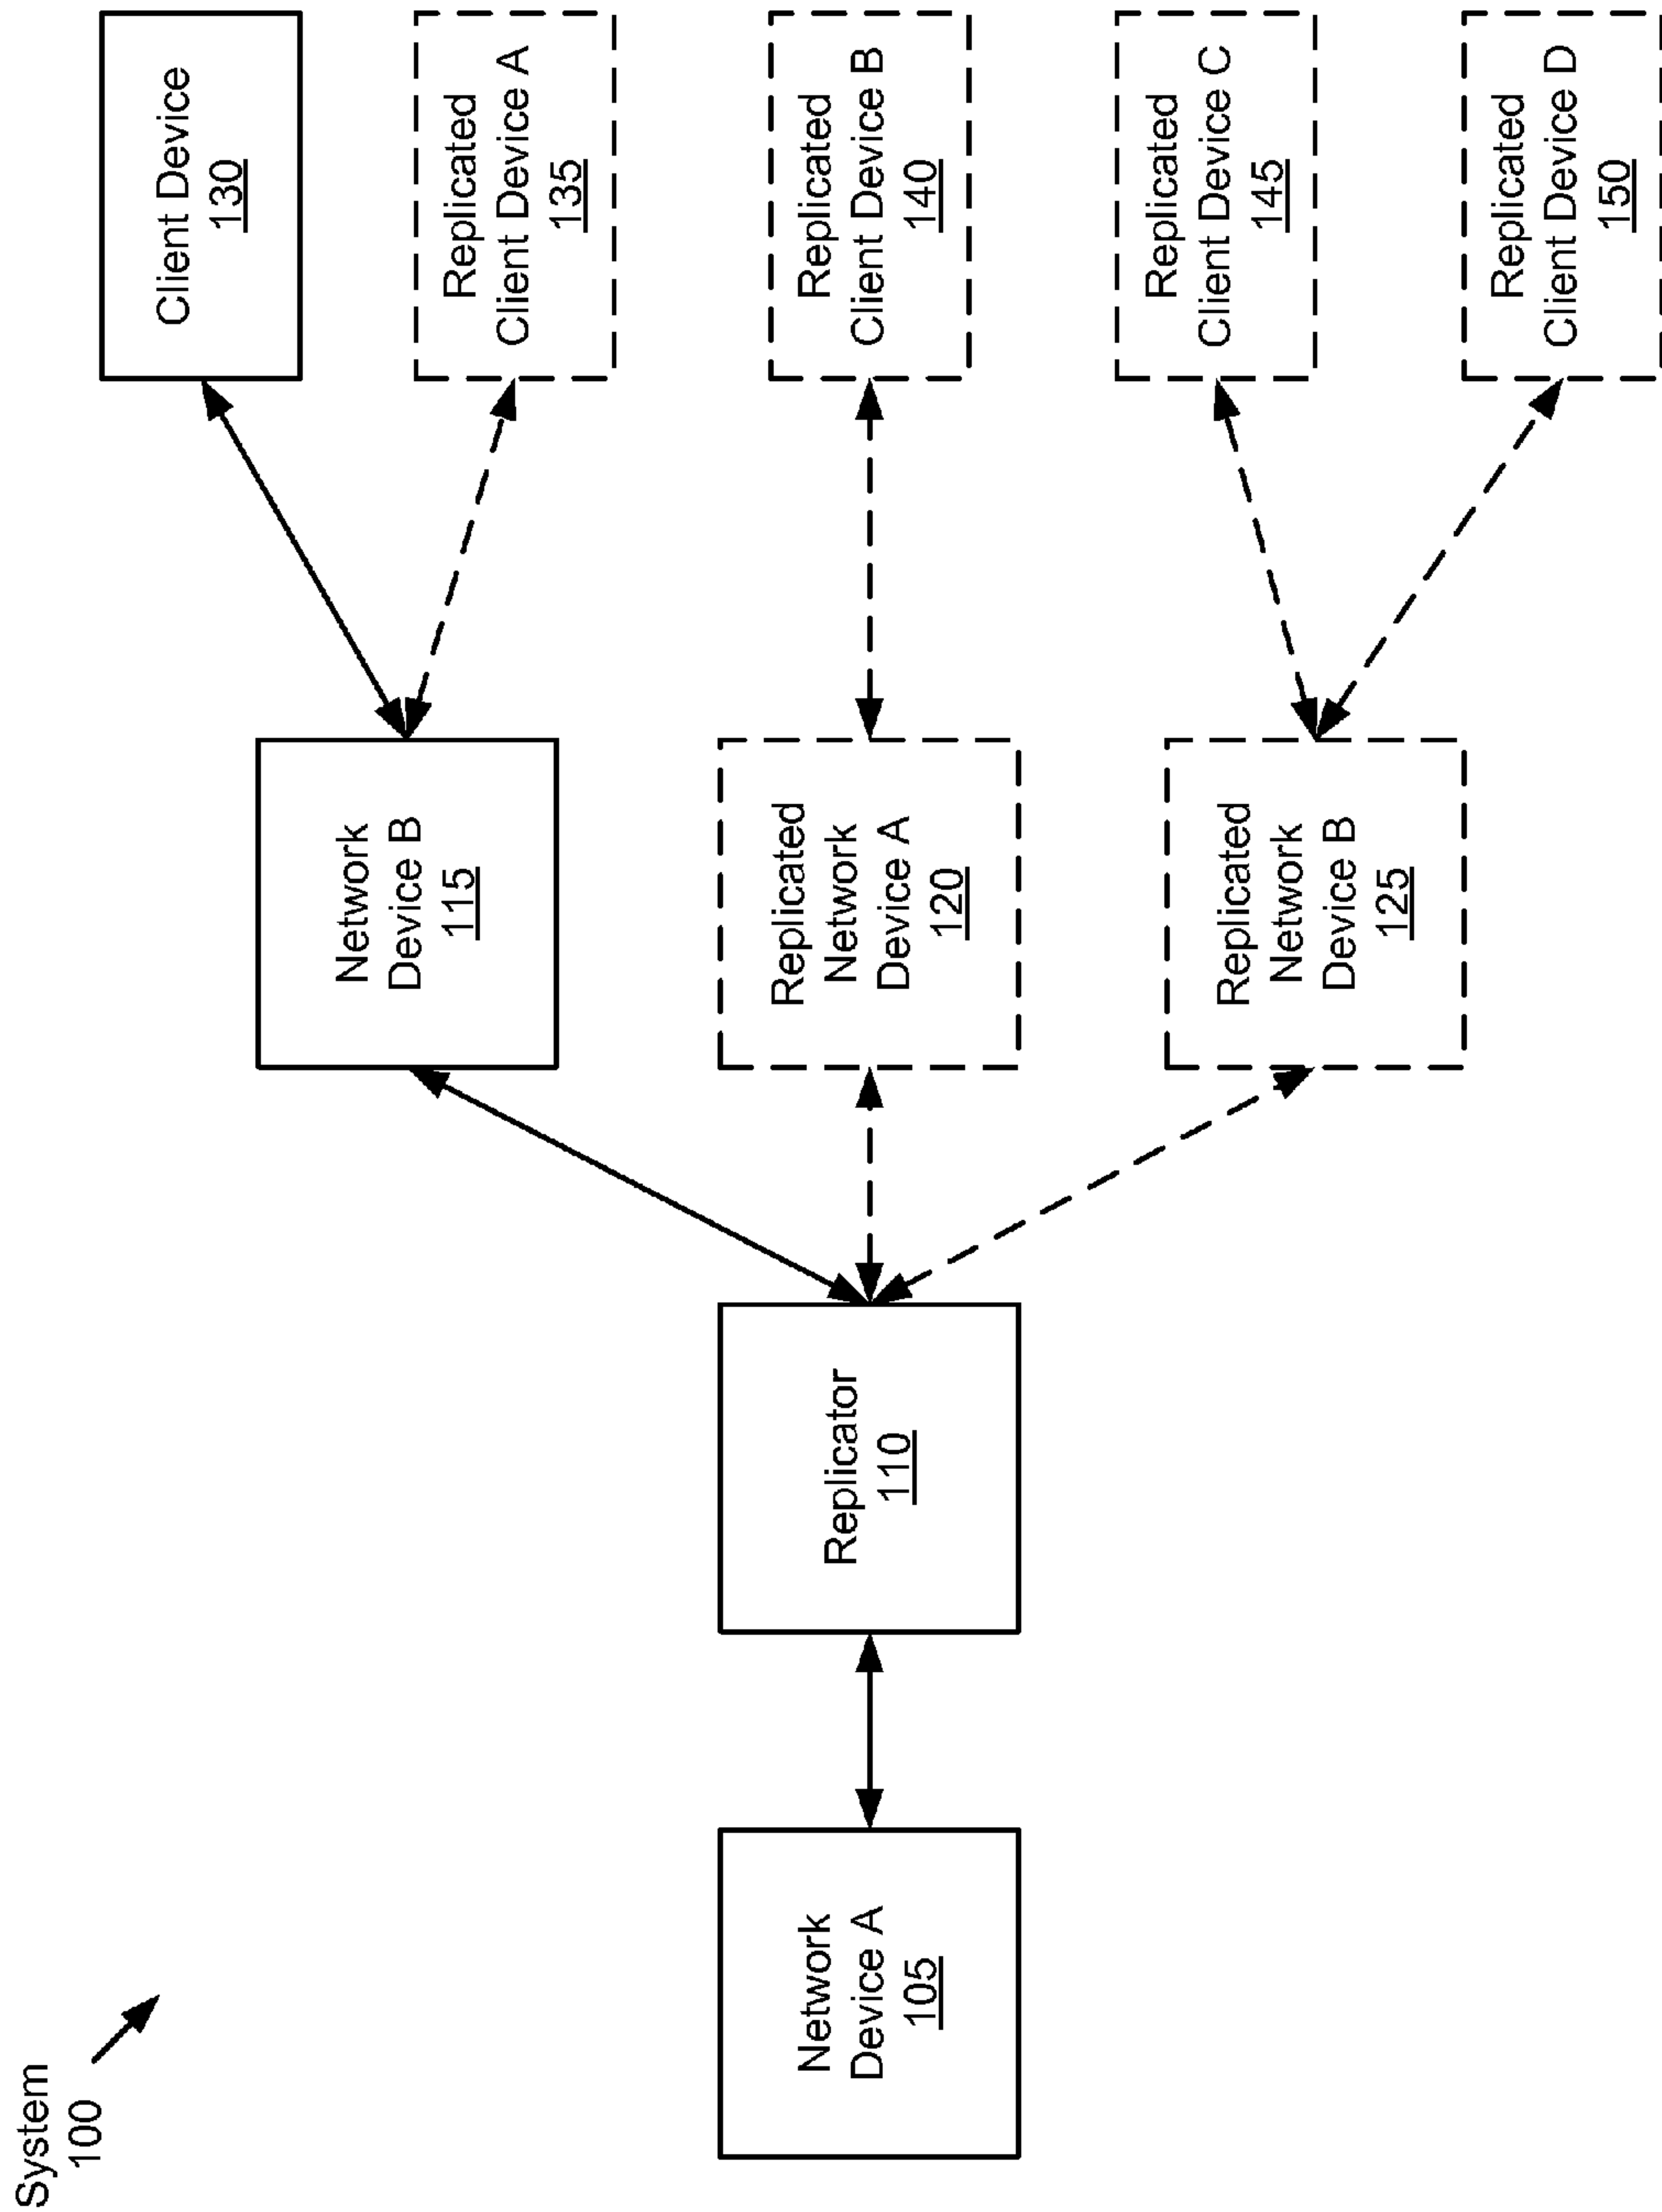 System
100
Network
Device A
105
Replicator
110
Network
Device B
115
Replicated
Network
Device A
120
Replicated
Network
Device B
125
Client Device
130
Replicated
Client Device A
135
Replicated
Client Device B
140
Replicated
Client Device C
145
Replicated
Client Device D
150